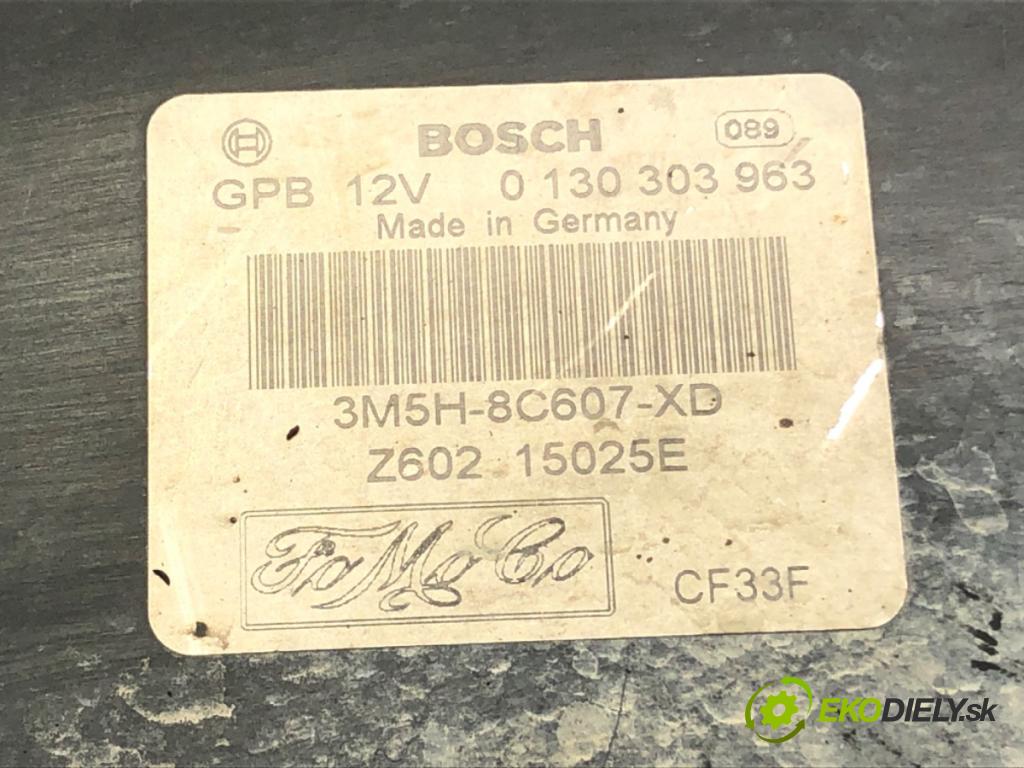 BOSCH 089
GPB 12V 0 130 303 963
Made in Germany
3M5H-8C607-XD
Z602 15025E
FoMoCo
CF33F
EKODIELY.sk